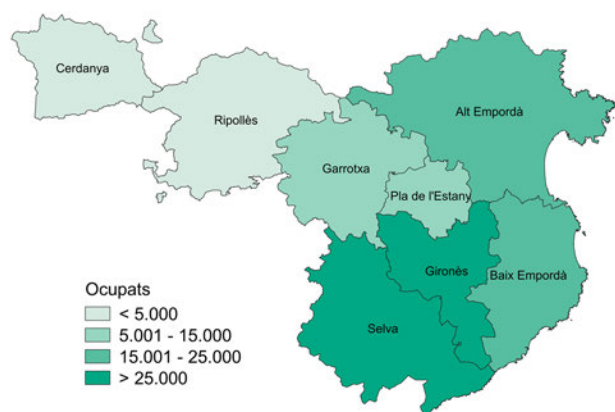 Cerdanya
Ripollès
Alt Empordà
Garrotxa
Pla de l'Estany
Gironès
Baix Empordà
Selva
Ocupats
< 5.000
5.001 - 15.000
15.001 - 25.000
> 25.000